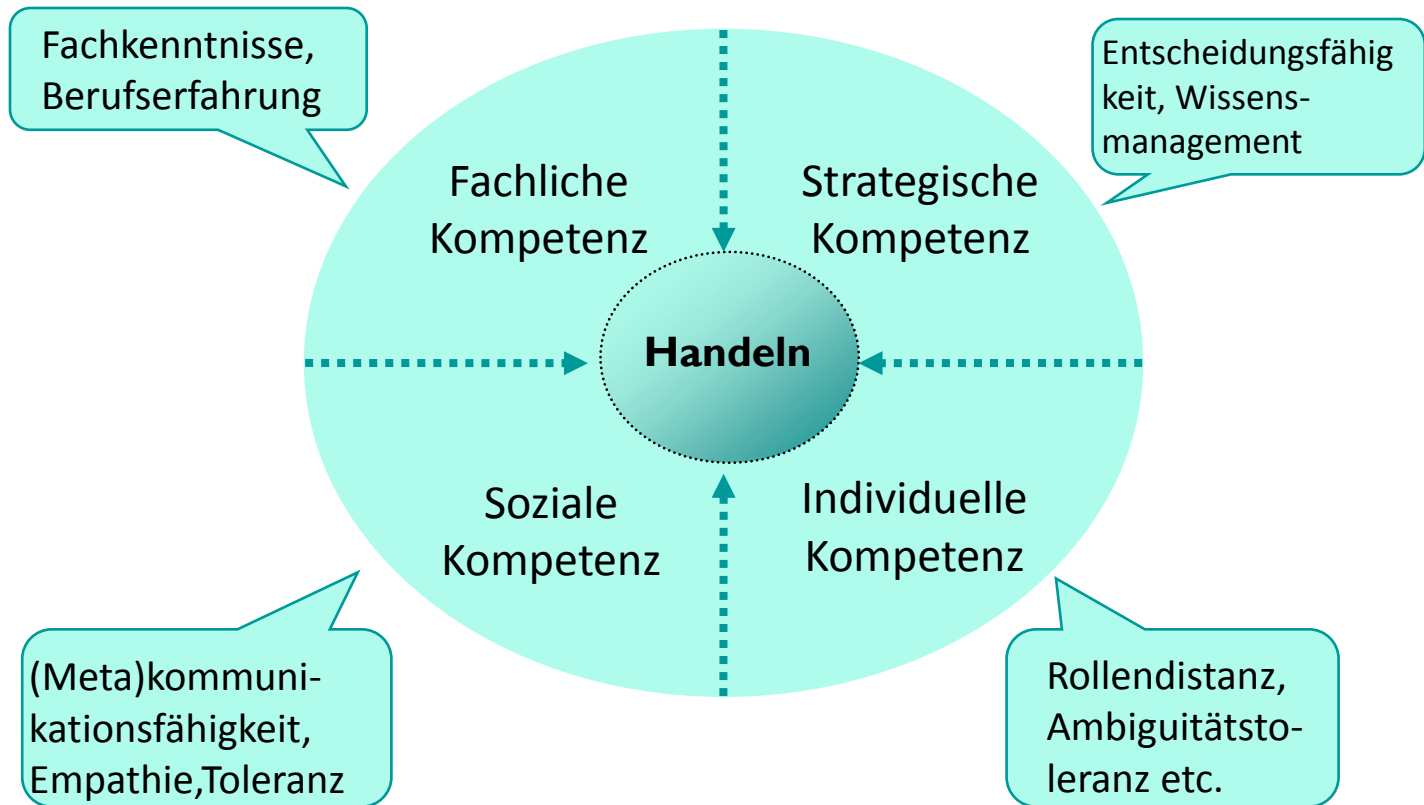 Fachkenntnisse,
Berufserfahrung
Entscheidungsfähig
keit, Wissens-
management
Fachliche
Kompetenz
Strategische
Kompetenz
Handeln
Soziale
Kompetenz
Individuelle
Kompetenz
(Meta)kommuni-
kationsfähigkeit,
Empathie,Toleranz
Rollendistanz,
Ambiguitätsto-
leranz etc.